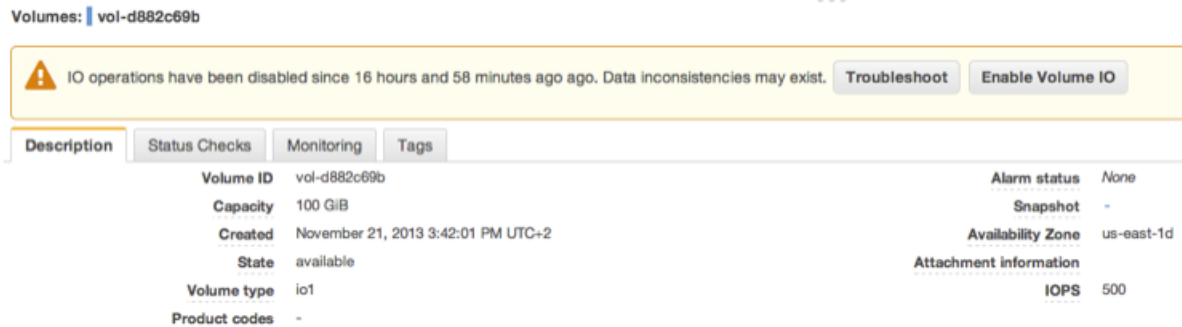 Volumes: vol-d882c69b
IO operations have been disabled since 16 hours and 58 minutes ago ago. Data inconsistencies may exist. Troubleshoot Enable Volume IO
Description Status Checks Monitoring Tags
Volume ID vol-d882c69b Alarm status None
Capacity 100 GiB Snapshot -
Created November 21, 2013 3:42:01 PM UTC+2 Availability Zone us-east-1d
State available Attachment information
Volume type io1 IOPS 500
Product codes -